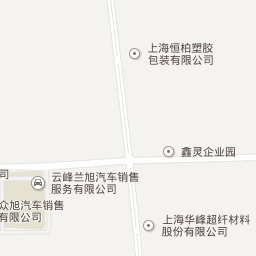 上海恒柏塑胶
包装有限公司
鑫灵企业园
司
云峰兰旭汽车销售
服务有限公司
众旭汽车销售
有限公司
上海华峰超纤材料
股份有限公司